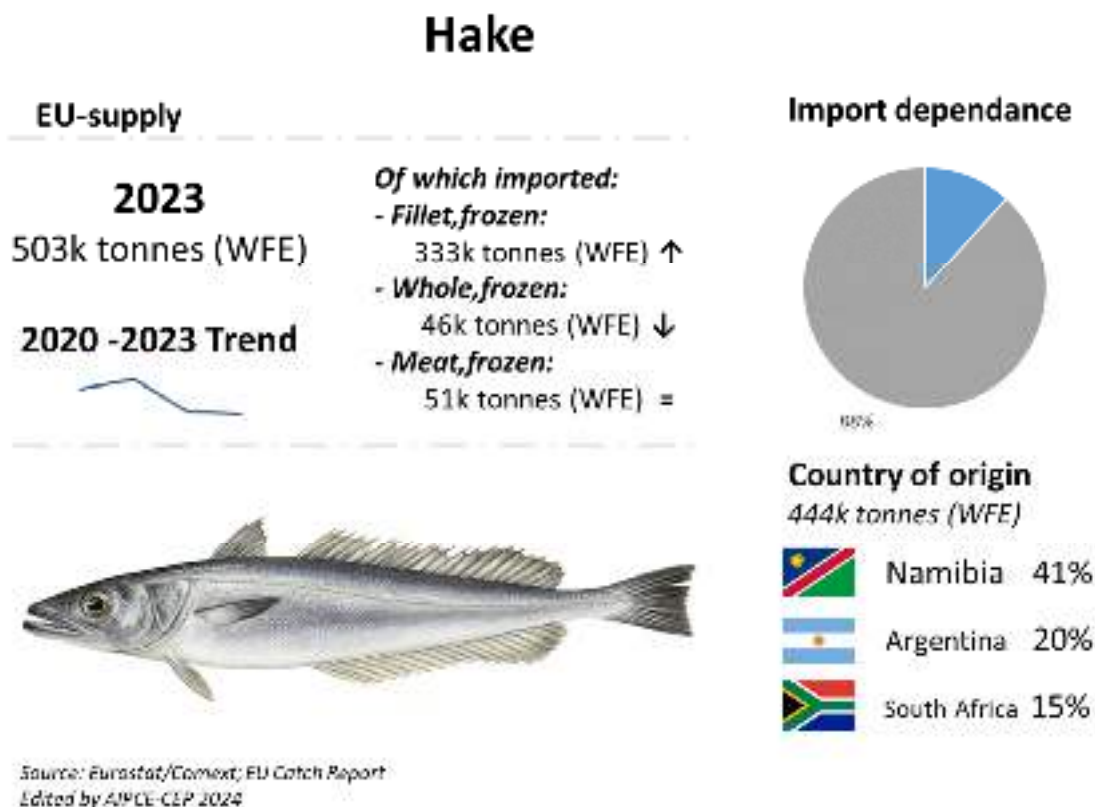 Hake
EU-supply
2023
503k tonnes (WFE)
2020 -2023 Trend
Of which imported:
- Fillet,frozen:
333k tonnes (WFE) ↑
- Whole,frozen:
46k tonnes (WFE) ↓
- Meat,frozen:
51k tonnes (WFE) =
Import dependance
88%
Country of origin
444k tonnes (WFE)
Namibia 41%
Argentina 20%
South Africa 15%
Source: Eurostat/Comext; EU Catch Report
Edited by AIPCE-CEP 2024